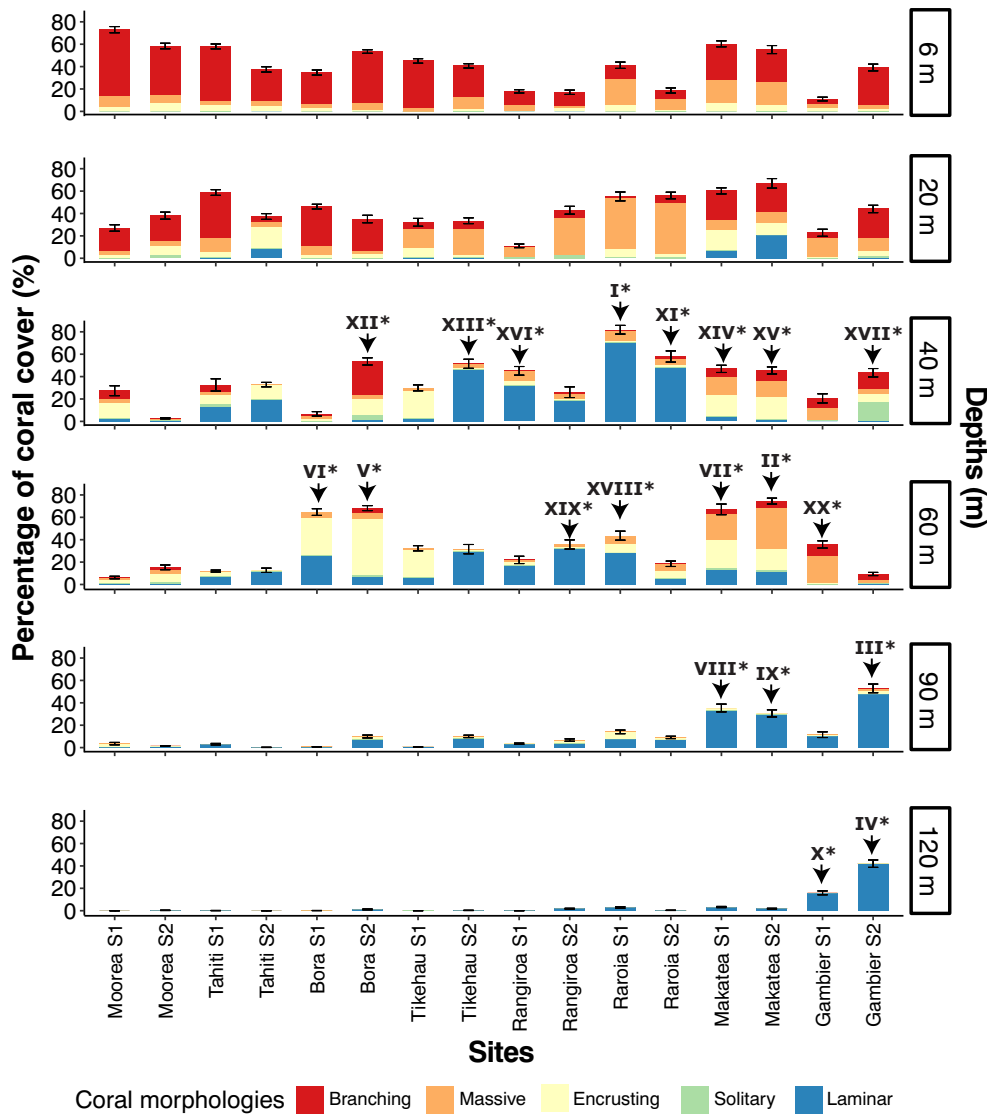 Percentage of coral cover (%)
80
60
40
20
0
6 m
80
60
40
20
0
20 m
XII* XIII* XVI* I* XI* XIV* XV* XVII*
80
60
40
20
0
40 m
VI* V* XIX* XVIII* VII* II* XX*
80
60
40
20
0
60 m
VIII* IX* III*
80
60
40
20
0
90 m
X* IV*
80
60
40
20
0
120 m
Depths (m)
Moorea S1
Moorea S2
Tahiti S1
Tahiti S2
Bora S1
Bora S2
Tikehau S1
Tikehau S2
Rangiroa S1
Rangiroa S2
Raroia S1
Raroia S2
Makatea S1
Makatea S2
Gambier S1
Gambier S2
Sites
Coral morphologies Branching Massive Encrusting Solitary Laminar